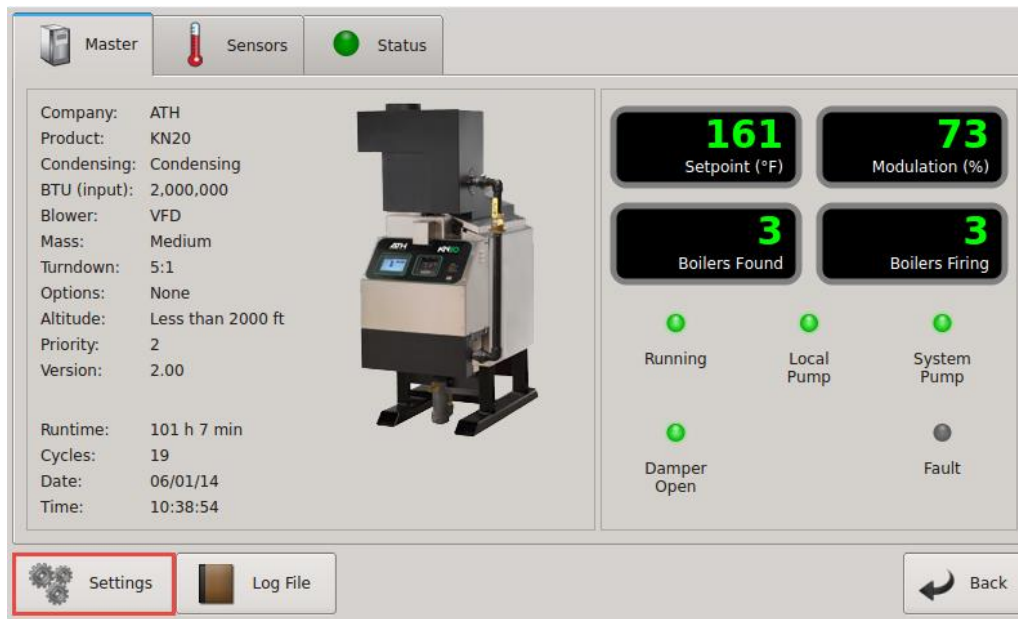 Master
Sensors
Status
Company: ATH
Product: KN20
Condensing: Condensing
BTU (input): 2,000,000
Blower: VFD
Mass: Medium
Turndown: 5:1
Options: None
Altitude: Less than 2000 ft
Priority: 2
Version: 2.00
Runtime: 101 h 7 min
Cycles: 19
Date: 06/01/14
Time: 10:38:54
ATH
KN20
161
Setpoint (°F)
73
Modulation (%)
3
Boilers Found
3
Boilers Firing
Running
Local
Pump
System
Pump
Damper
Open
Fault
Settings
Log File
Back